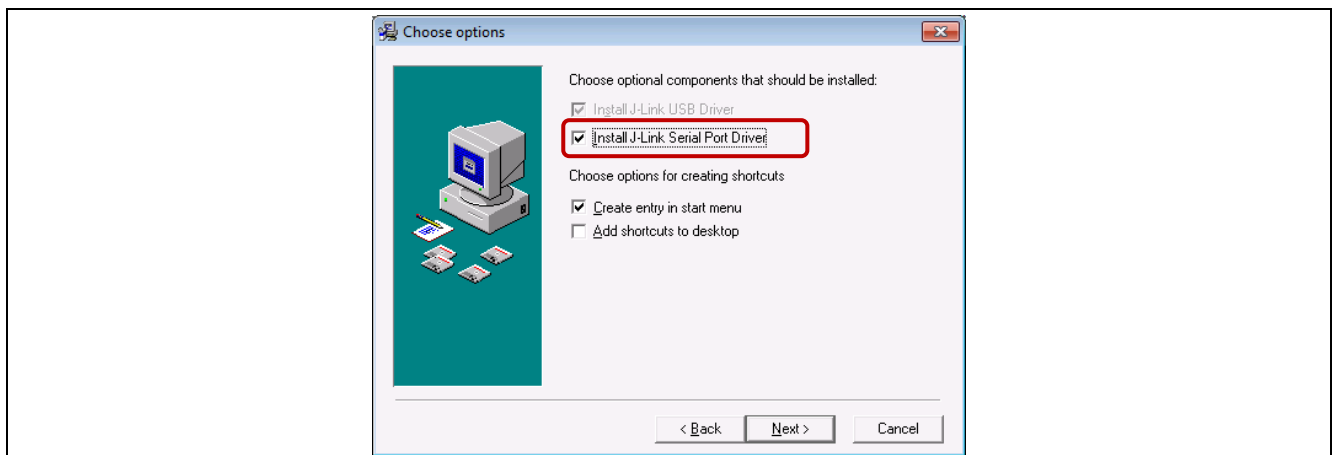 Choose options
Choose optional components that should be installed:
Install J-Link USB Driver
Install J-Link Serial Port Driver
Choose options for creating shortcuts
Create entry in start menu
Add shortcuts to desktop
< Back Next > Cancel